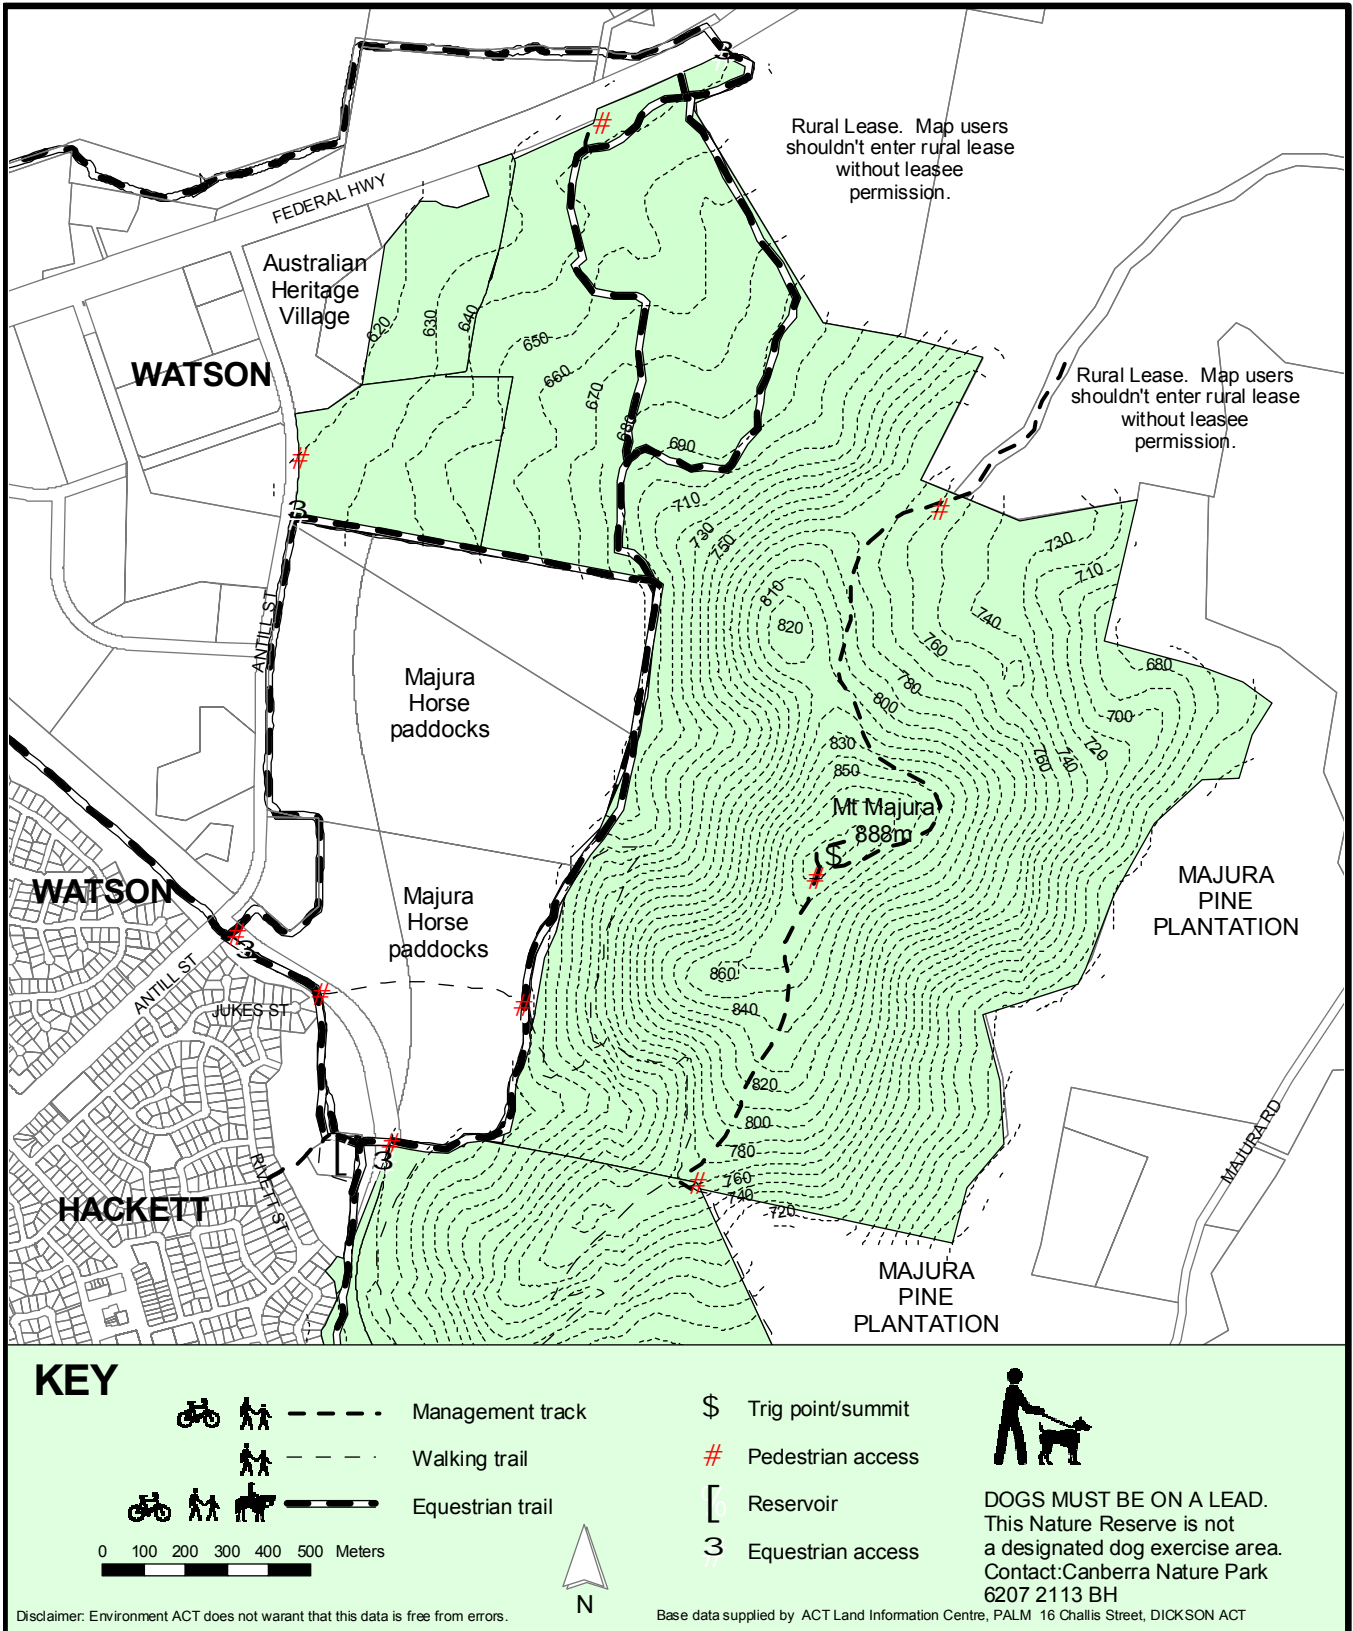 Rural Lease.  Map users
shouldn't enter rural lease
without leasee
permission.
FEDERAL HWY
Australian
Heritage
Village
WATSON
620
630
640
650
660
670
680
690
Rural Lease.  Map users
shouldn't enter rural lease
without leasee
permission.
3
#
#
#
3
710
730
750
730
710
810
820
740
760
780
800
680
700
720
740
760
ANTILL ST
Majura
Horse
paddocks
830
850
Mt Majura
888m
$
#
WATSON
Majura
Horse
paddocks
MAJURA
PINE
PLANTATION
#
3
ANTILL ST
#
JUKES ST
#
860
840
820
800
780
760
740
720
#
[
3
#
RIVETT ST
HACKETT
MAJURA RD
MAJURA
PINE
PLANTATION
KEY
Management track
Walking trail
Equestrian trail
$ Trig point/summit
# Pedestrian access
[ Reservoir
3 Equestrian access
0 100 200 300 400 500 Meters
N
DOGS MUST BE ON A LEAD.
This Nature Reserve is not
a designated dog exercise area.
Contact:Canberra Nature Park
6207 2113 BH
Disclaimer: Environment ACT does not warant that this data is free from errors.
Base data supplied by  ACT Land Information Centre, PALM  16 Challis Street, DICKSON ACT